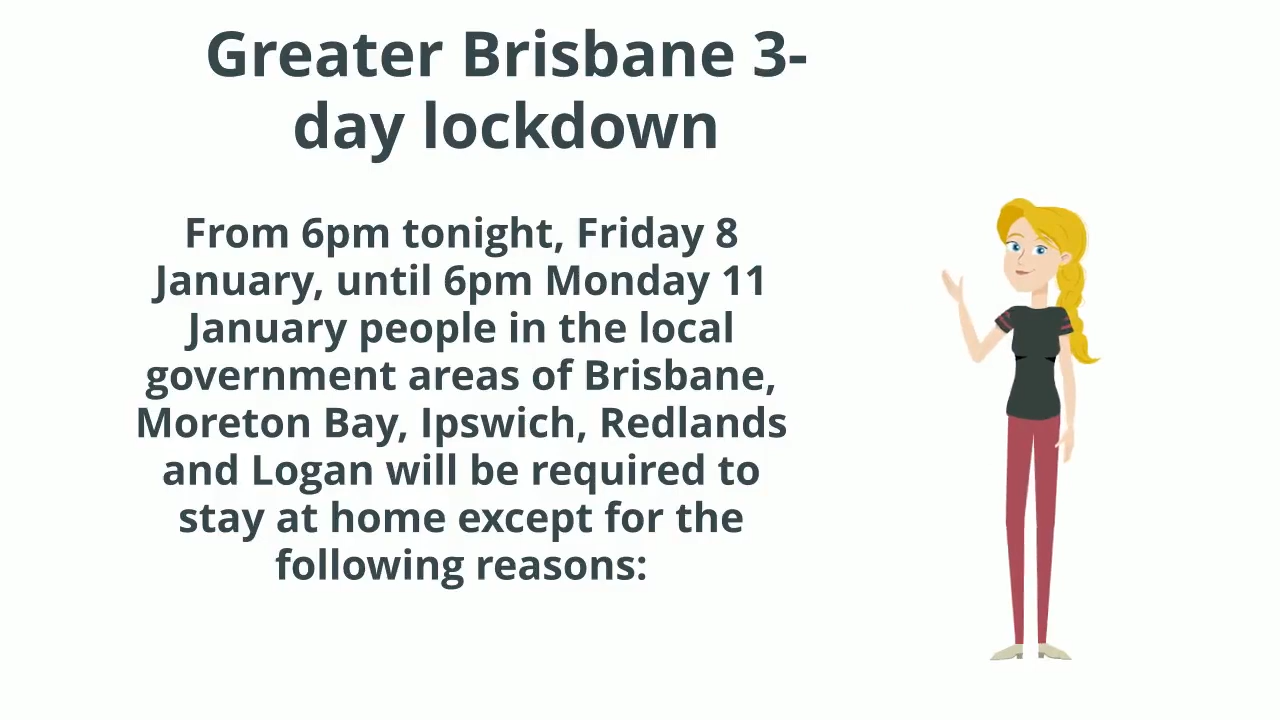 Greater Brisbane 3-
day lockdown
From 6pm tonight, Friday 8
January, until 6pm Monday 11
January people in the local
government areas of Brisbane,
Moreton Bay, Ipswich, Redlands
and Logan will be required to
stay at home except for the
following reasons: